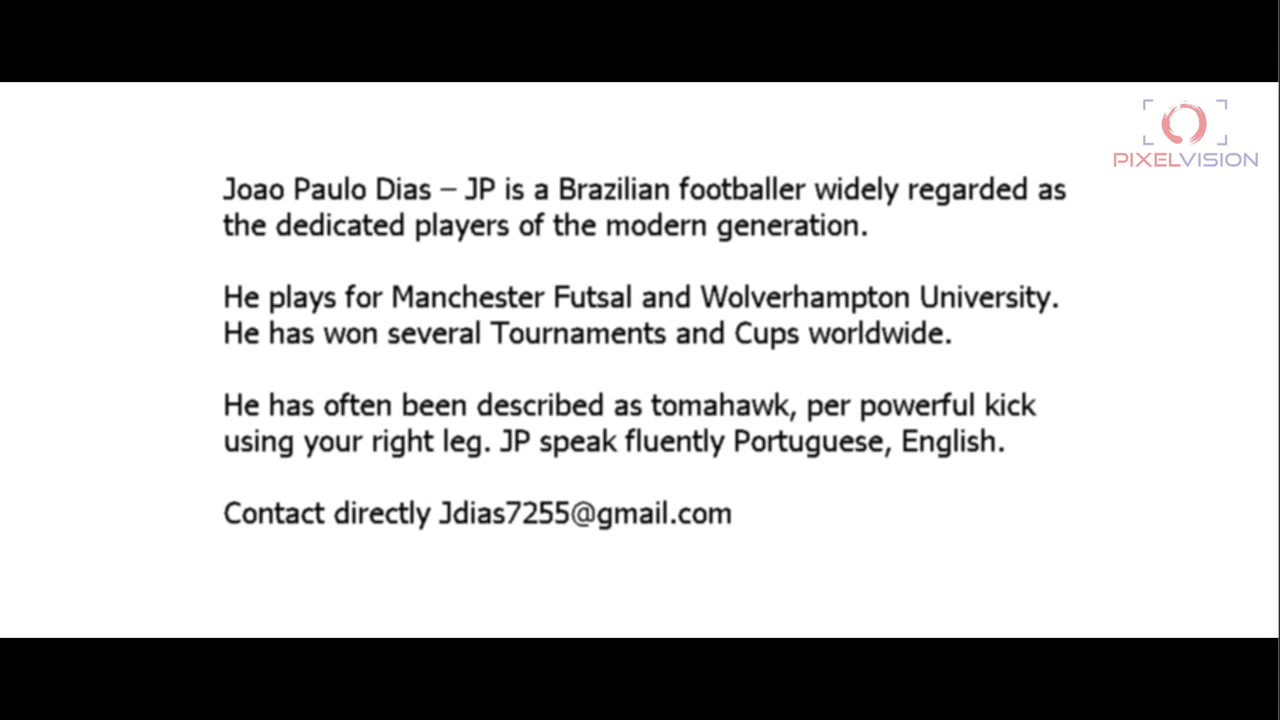 PIXELVISION
Joao Paulo Dias – JP is a Brazilian footballer widely regarded as
the dedicated players of the modern generation.
He plays for Manchester Futsal and Wolverhampton University.
He has won several Tournaments and Cups worldwide.
He has often been described as tomahawk, per powerful kick
using your right leg. JP speak fluently Portuguese, English.
Contact directly Jdias7255@gmail.com